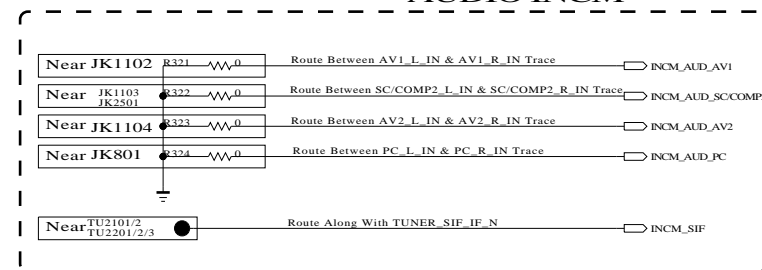 AUDIO INCM
Near JK1102 R321 0 Route Between AV1_L_IN & AV1_R_IN Trace INCM_AUD_AV1
Near JK1103 JK2501 R322 0 Route Between SC/COMP2_L_IN & SC/COMP2_R_IN Trace INCM_AUD_SC/COMP
Near JK1104 R323 0 Route Between AV2_L_IN & AV2_R_IN Trace INCM_AUD_AV2
Near JK801 R324 0 Route Between PC_L_IN & PC_R_IN Trace INCM_AUD_PC
Near TU2101/2 TU2201/2/3 Route Along With TUNER_SIF_IF_N INCM_SIF